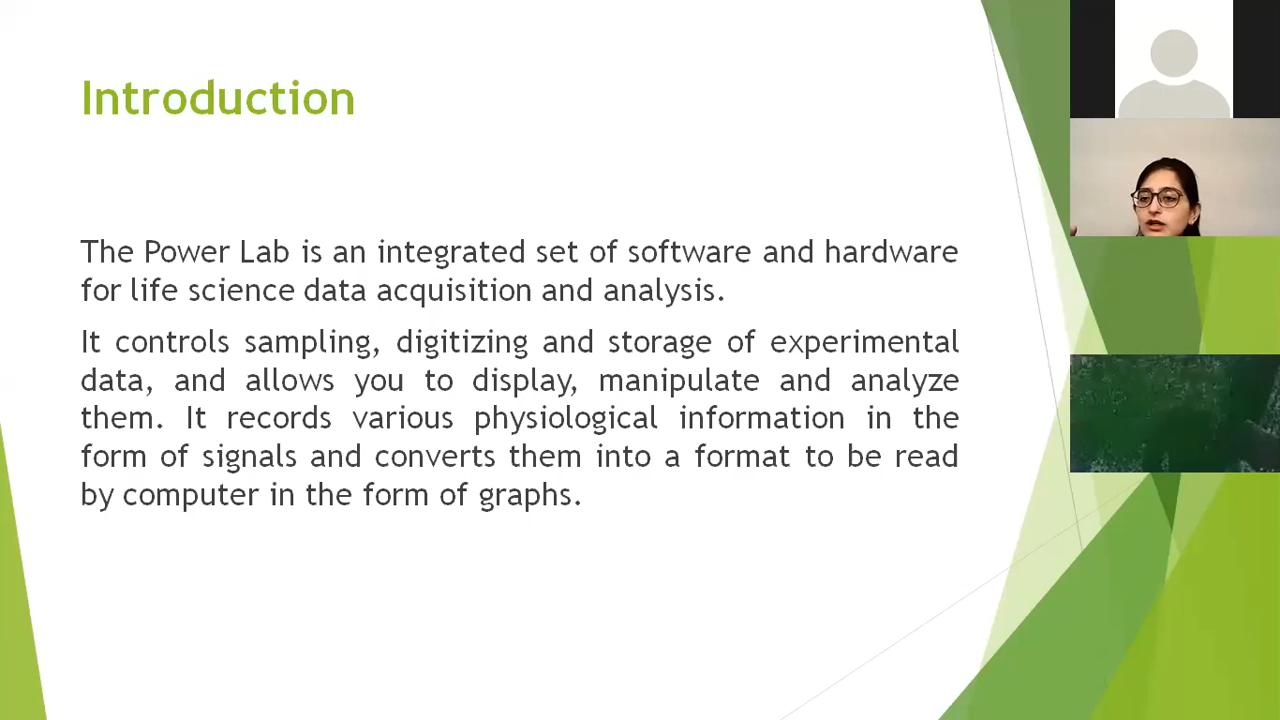 Introduction
The Power Lab is an integrated set of software and hardware
for life science data acquisition and analysis.
It controls sampling, digitizing and storage of experimental
data, and allows you to display, manipulate and analyze
them. It records various physiological information in the
form of signals and converts them into a format to be read
by computer in the form of graphs.